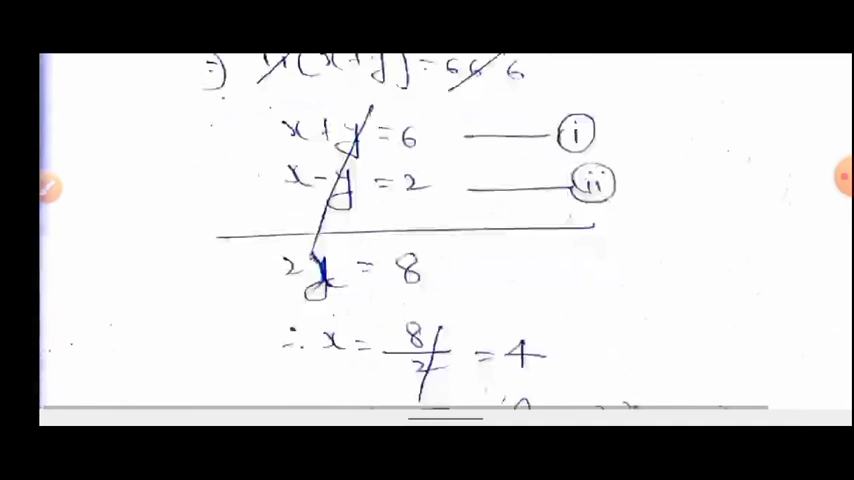 x + y = 6 (i)
x - y = 2 (ii)
2x = 8
∴ x = 8/2 = 4